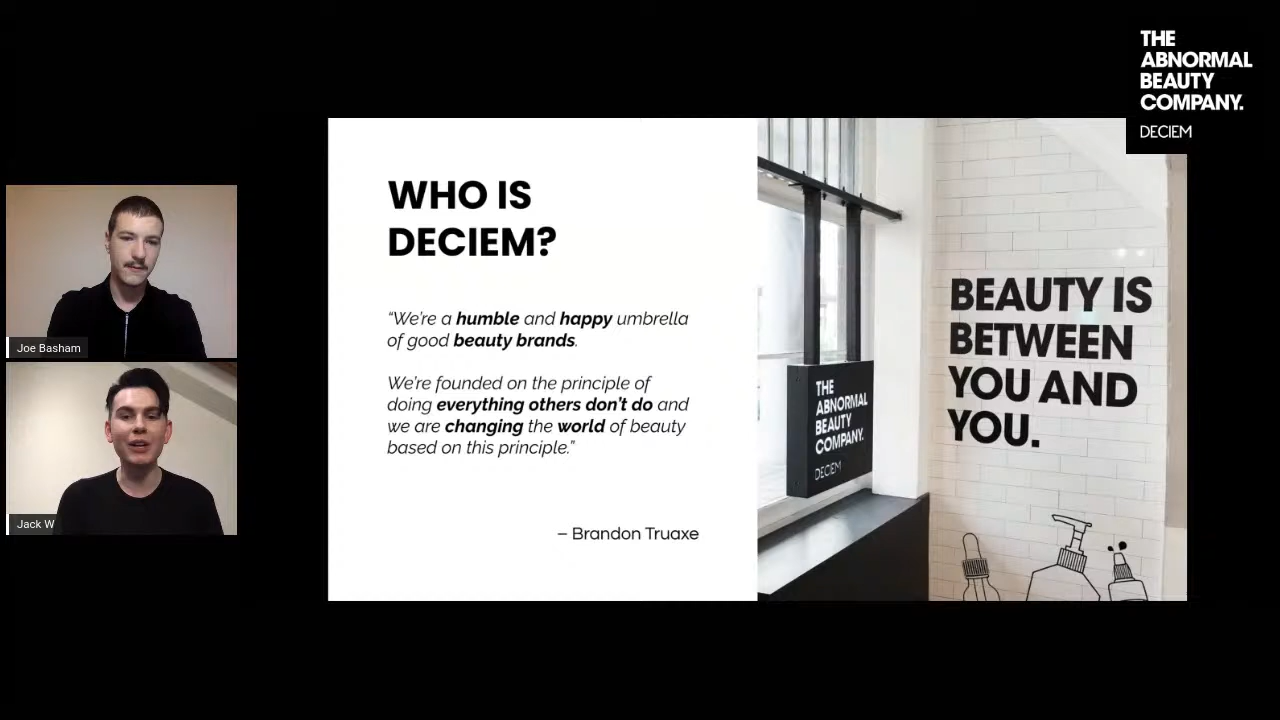 THE
ABNORMAL
BEAUTY
COMPANY.
DECIEM
WHO IS
DECIEM?
“We’re a humble and happy umbrella
of good beauty brands.
We’re founded on the principle of
doing everything others don’t do and
we are changing the world of beauty
based on this principle.”
– Brandon Truaxe
THE
ABNORMAL
BEAUTY
COMPANY.
DECIEM
BEAUTY IS
BETWEEN
YOU AND
YOU.
Joe Basham
Jack W